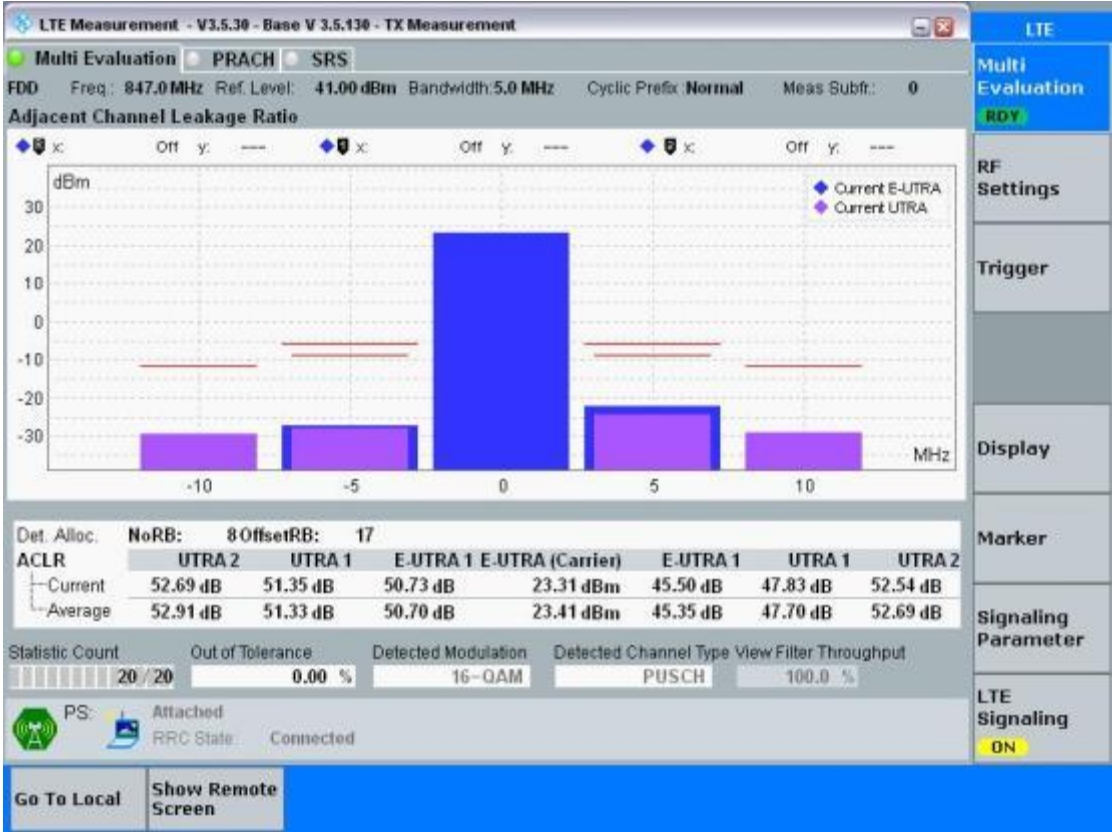 LTE Measurement - V3.5.30 - Base V 3.5.130 - TX Measurement
LTE
Multi Evaluation PRACH SRS
Multi Evaluation
RDY
FDD Freq.: 847.0 MHz Ref. Level: 41.00 dBm Bandwidth: 5.0 MHz Cyclic Prefix: Normal Meas Subfr.: 0
Adjacent Channel Leakage Ratio
x: Off y: --- x: Off y: --- x: Off y: ---
dBm
Current E-UTRA
Current UTRA
30
20
10
0
-10
-20
-30
MHz
-10 -5 0 5 10
RF Settings
Trigger
Display
Marker
Signaling Parameter
LTE Signaling
ON
Det. Alloc. NoRB: 8 OffsetRB: 17
ACLR UTRA 2 UTRA 1 E-UTRA 1 E-UTRA (Carrier) E-UTRA 1 UTRA 1 UTRA 2
Current 52.69 dB 51.35 dB 50.73 dB 23.31 dBm 45.50 dB 47.83 dB 52.54 dB
Average 52.91 dB 51.33 dB 50.70 dB 23.41 dBm 45.35 dB 47.70 dB 52.69 dB
Statistic Count Out of Tolerance Detected Modulation Detected Channel Type View Filter Throughput
20 / 20 0.00 % 16-QAM PUSCH 100.0 %
PS: Attached
RRC State: Connected
Go To Local Show Remote Screen